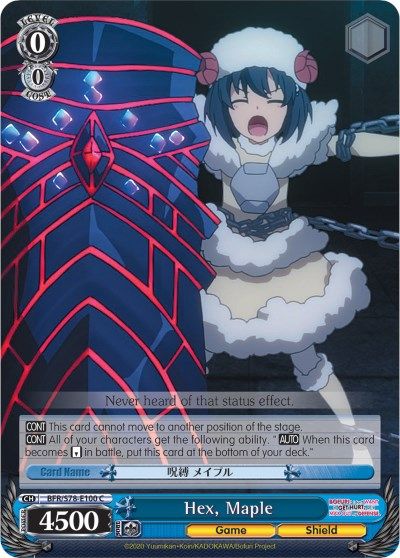 LEVEL
0
0
COST
Never heard of that status effect.
CONT This card cannot move to another position of the stage.
CONT All of your characters get the following ability. "AUTO When this card
becomes in battle, put this card at the bottom of your deck."
Card Name 呪縛 メイプル
CH BFR/S78-E100 C
POWER 4500 SOUL
Hex, Maple
Game Shield
©2020 Yuumikan•Koin/KADOKAWA/Bofuri Project